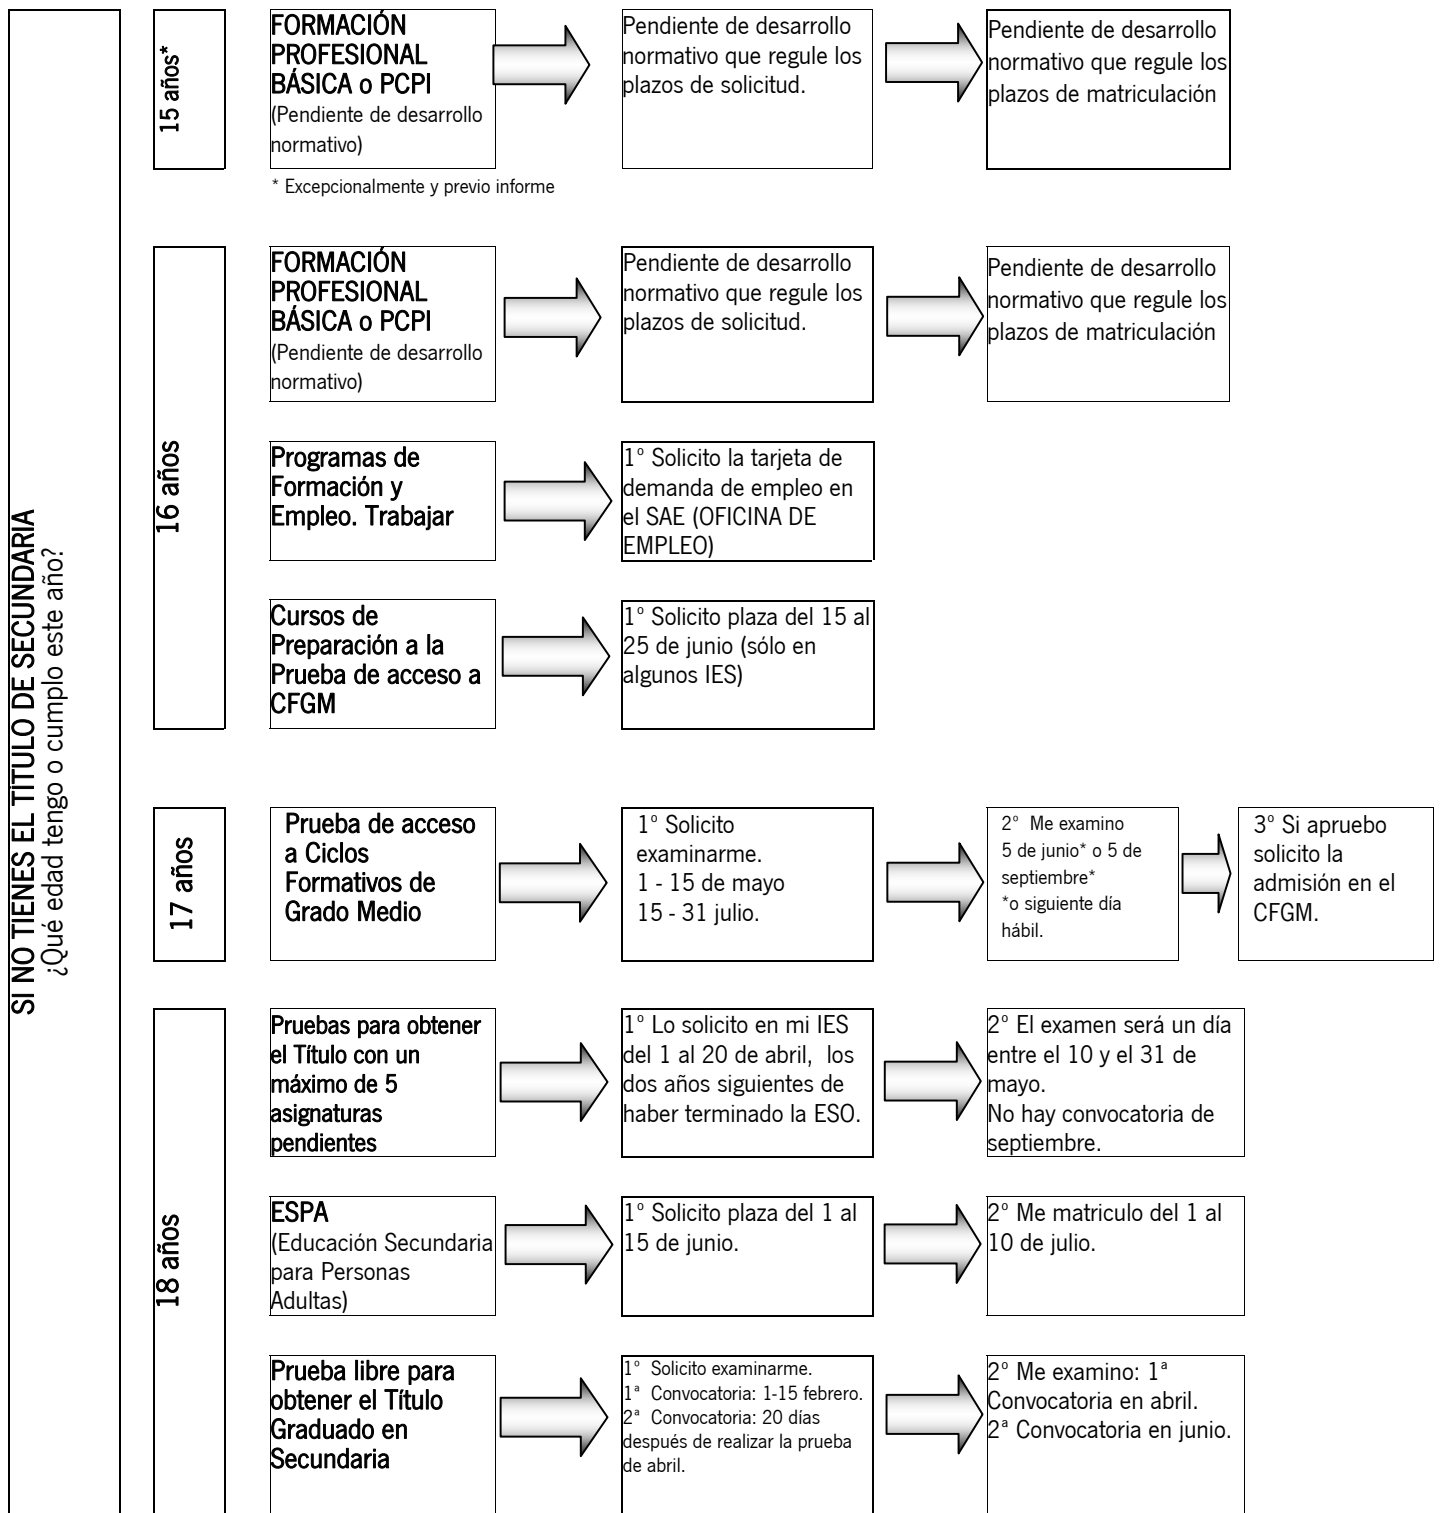 SI NO TIENES EL TÍTULO DE SECUNDARIA
¿Qué edad tengo o cumplo este año?
15 años*
FORMACIÓN
PROFESIONAL
BÁSICA o PCPI
(Pendiente de desarrollo
normativo)
Pendiente de desarrollo
normativo que regule los
plazos de solicitud.
Pendiente de desarrollo
normativo que regule los
plazos de matriculación
* Excepcionalmente y previo informe
16 años
FORMACIÓN
PROFESIONAL
BÁSICA o PCPI
(Pendiente de desarrollo
normativo)
Pendiente de desarrollo
normativo que regule los
plazos de solicitud.
Pendiente de desarrollo
normativo que regule los
plazos de matriculación
Programas de
Formación y
Empleo. Trabajar
1º Solicito la tarjeta de
demanda de empleo en
el SAE (OFICINA DE
EMPLEO)
Cursos de
Preparación a la
Prueba de acceso a
CFGM
1º Solicito plaza del 15 al
25 de junio (sólo en
algunos IES)
17 años
Prueba de acceso
a Ciclos
Formativos de
Grado Medio
1º Solicito
examinarme.
1 - 15 de mayo
15 - 31 julio.
2º Me examino
5 de junio* o 5 de
septiembre*
*o siguiente día
hábil.
3º Si apruebo
solicito la
admisión en el
CFGM.
18 años
Pruebas para obtener
el Título con un
máximo de 5
asignaturas
pendientes
1º Lo solicito en mi IES
del 1 al 20 de abril, los
dos años siguientes de
haber terminado la ESO.
2º El examen será un día
entre el 10 y el 31 de
mayo.
No hay convocatoria de
septiembre.
ESPA
(Educación Secundaria
para Personas
Adultas)
1º Solicito plaza del 1 al
15 de junio.
2º Me matriculo del 1 al
10 de julio.
Prueba libre para
obtener el Título
Graduado en
Secundaria
1º Solicito examinarme.
1ª Convocatoria: 1-15 febrero.
2ª Convocatoria: 20 días
después de realizar la prueba
de abril.
2º Me examino: 1ª
Convocatoria en abril.
2ª Convocatoria en junio.